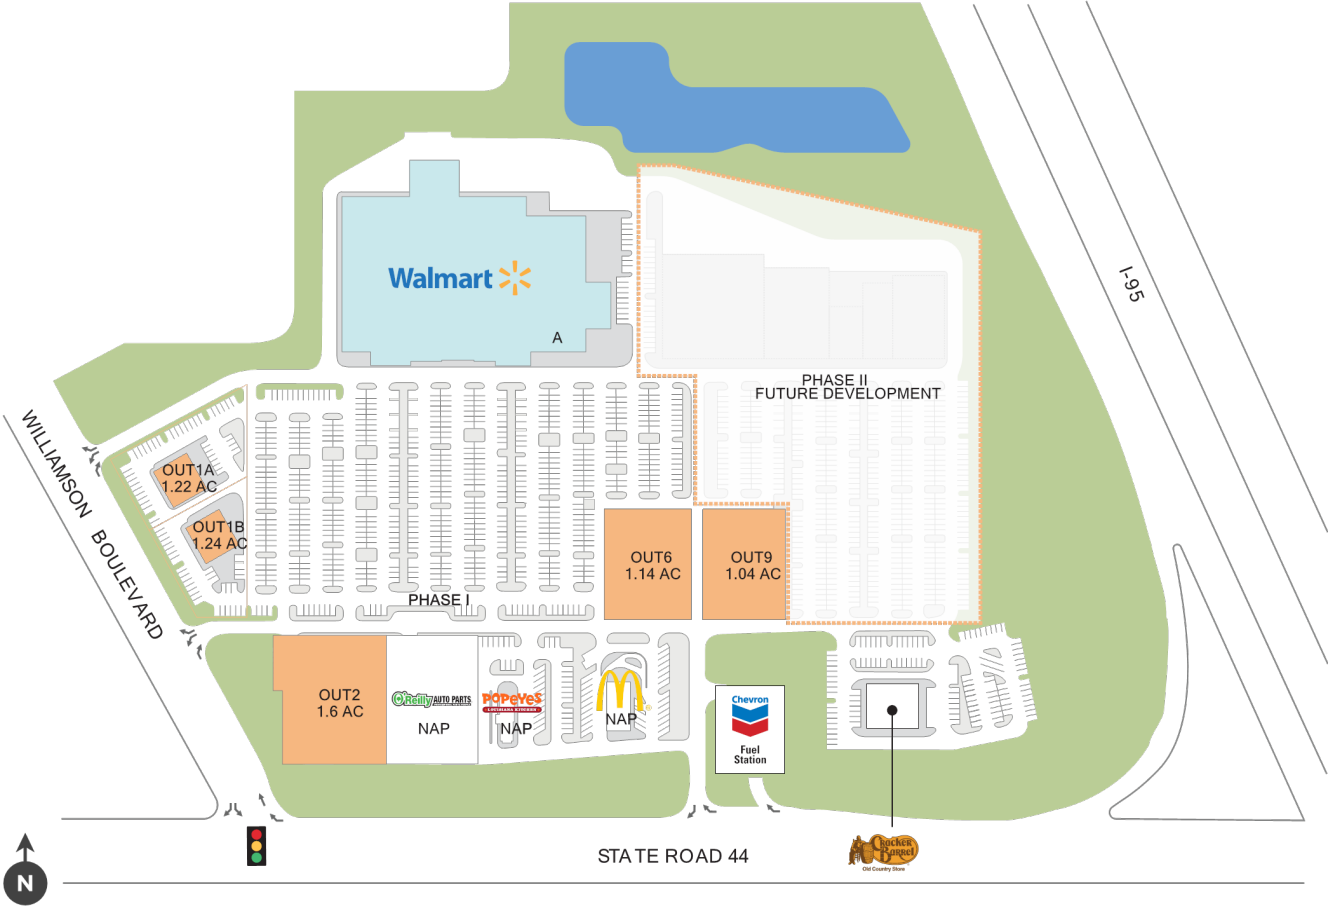 I-95
Walmart
A
PHASE II
FUTURE DEVELOPMENT
WILLIAMSON BOULEVARD
OUT1A
1.22 AC
OUT1B
1.24 AC
OUT6
1.14 AC
OUT9
1.04 AC
PHASE I
OUT2
1.6 AC
O'Reilly AUTO PARTS
NAP
POPEYES
LOUISIANA KITCHEN
NAP
NAP
Chevron
Fuel
Station
STATE ROAD 44
Cracker
Barrel
Old Country Store
N